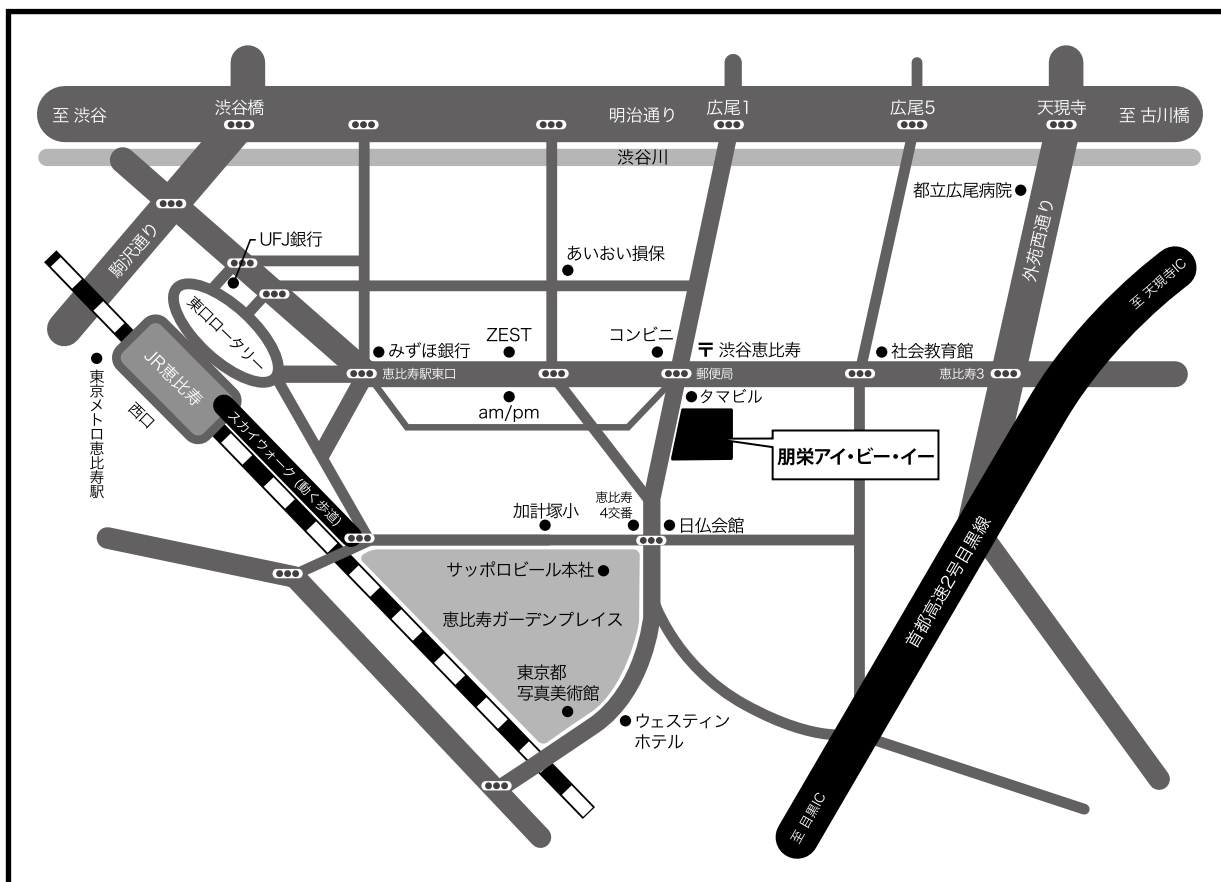 至 渋谷
渋谷橋
明治通り
広尾1
広尾5
天現寺
至 古川橋
渋谷川
都立広尾病院
駒沢通り
UFJ銀行
あいおい損保
外苑西通り
至 天現寺IC
東口ロータリー
JR恵比寿
西口
東京メトロ恵比寿駅
みずほ銀行
ZEST
コンビニ
〒 渋谷恵比寿
郵便局
社会教育館
恵比寿駅東口
恵比寿3
am/pm
タマビル
朋栄アイ・ビー・イー
スカイウォーク (動く歩道)
加計塚小
恵比寿
4交番
日仏会館
サッポロビール本社
恵比寿ガーデンプレイス
東京都
写真美術館
ウェスティン
ホテル
首都高速2号目黒線
至 目黒IC